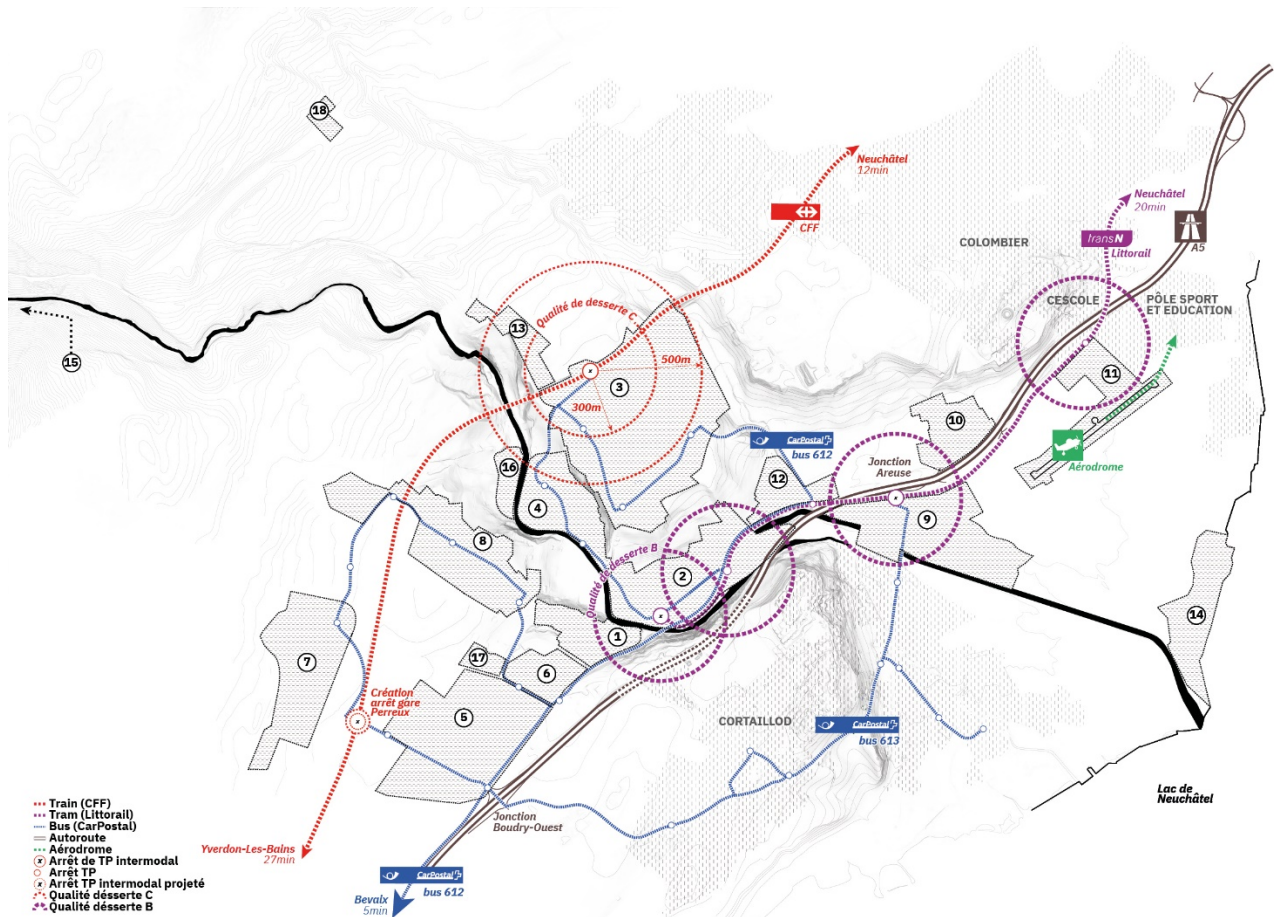 18
Neuchâtel
12min
CFF
Neuchâtel
20min
transN
Littorail
A5
COLOMBIER
CESCOLE
PÔLE SPORT
ET EDUCATION
15
13
Qualité de desserte C
500m
3
300m
11
10
Aérodrome
CarPostal
bus 612
Jonction
Areuse
12
16
4
9
8
Qualité de desserte B
2
14
1
7
17
6
Création
arrêt gare
Perreux
5
CORTAILLOD
CarPostal
bus 613
Lac de
Neuchâtel
Jonction
Boudry-Ouest
Yverdon-Les-Bains
27min
CarPostal
bus 612
Bevaix
5min
Train (CFF)
Tram (Littorail)
Bus (CarPostal)
Autoroute
Aérodrome
x Arrêt de TP intermodal
Arrêt TP
x Arrêt TP intermodal projeté
Qualité désserte C
Qualité désserte B